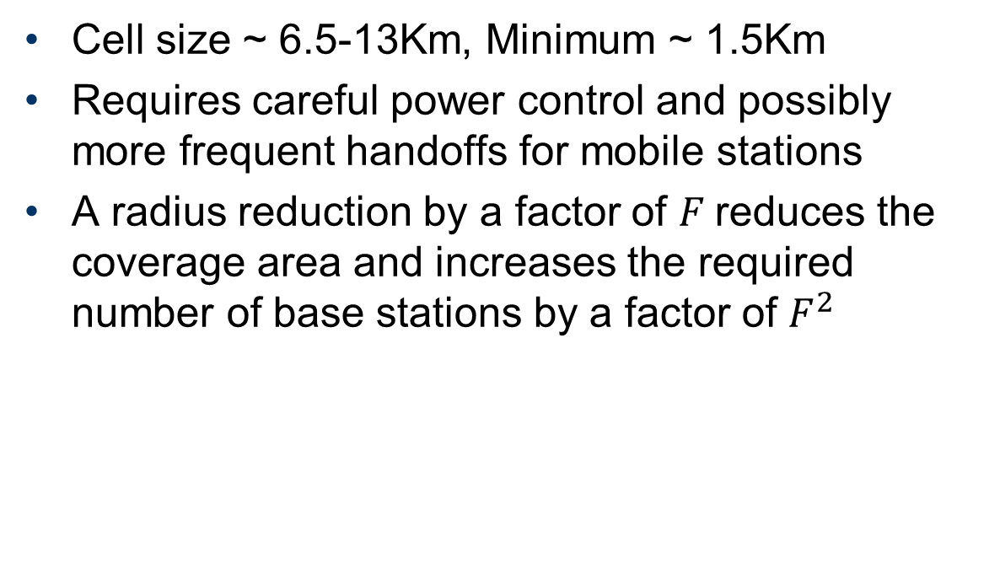 • Cell size ~ 6.5-13Km, Minimum ~ 1.5Km
• Requires careful power control and possibly
more frequent handoffs for mobile stations
• A radius reduction by a factor of 𝐹 reduces the
coverage area and increases the required
number of base stations by a factor of 𝐹²